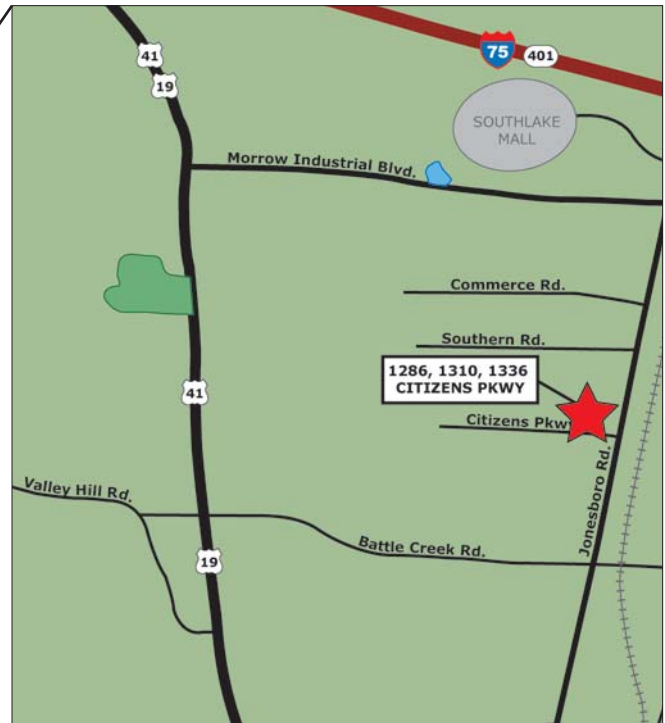 41
19
75
401
SOUTHLAKE
MALL
Morrow Industrial Blvd.
Commerce Rd.
Southern Rd.
1286, 1310, 1336
CITIZENS PKWY
41
Citizens Pkwy
Jonesboro Rd.
Valley Hill Rd.
Battle Creek Rd.
19